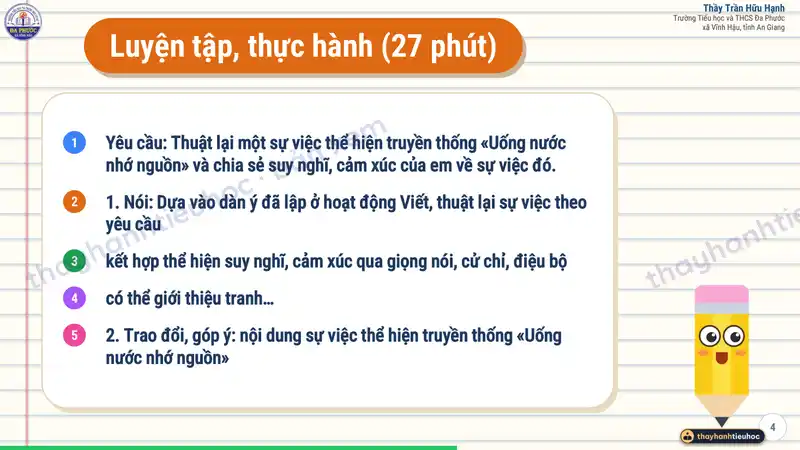 Thầy Trần Hữu Hạnh
Trường Tiểu học và THCS Đa Phước
xã Vĩnh Hậu, tỉnh An Giang
ĐA PHƯỚC
Luyện tập, thực hành (27 phút)
1 Yêu cầu: Thuật lại một sự việc thể hiện truyền thống «Uống nước
nhớ nguồn» và chia sẻ suy nghĩ, cảm xúc của em về sự việc đó.
2 1. Nói: Dựa vào dàn ý đã lập ở hoạt động Viết, thuật lại sự việc theo
yêu cầu
3 kết hợp thể hiện suy nghĩ, cảm xúc qua giọng nói, cử chỉ, điệu bộ
4 có thể giới thiệu tranh…
5 2. Trao đổi, góp ý: nội dung sự việc thể hiện truyền thống «Uống
nước nhớ nguồn»
thayhanhtieuhoc
4